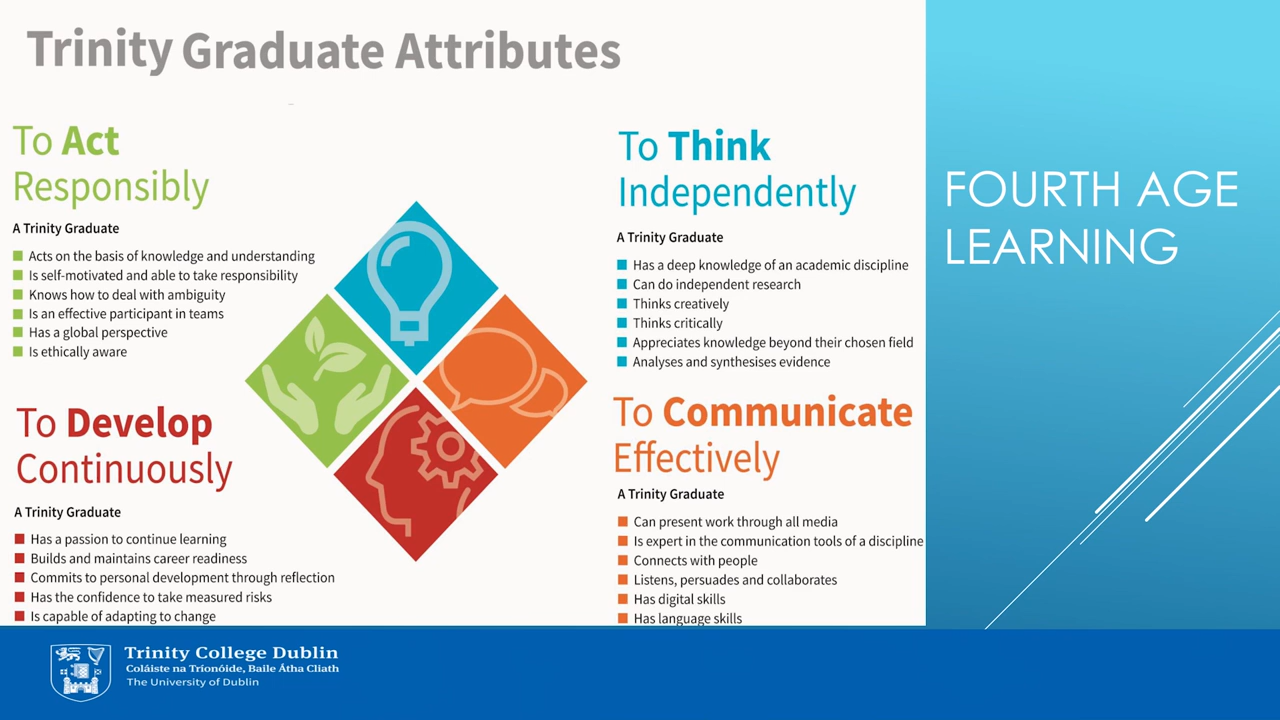 Trinity Graduate Attributes
To Act
Responsibly
A Trinity Graduate
Acts on the basis of knowledge and understanding
Is self-motivated and able to take responsibility
Knows how to deal with ambiguity
Is an effective participant in teams
Has a global perspective
Is ethically aware
To Think
Independently
A Trinity Graduate
Has a deep knowledge of an academic discipline
Can do independent research
Thinks creatively
Thinks critically
Appreciates knowledge beyond their chosen field
Analyses and synthesises evidence
To Develop
Continuously
A Trinity Graduate
Has a passion to continue learning
Builds and maintains career readiness
Commits to personal development through reflection
Has the confidence to take measured risks
Is capable of adapting to change
To Communicate
Effectively
A Trinity Graduate
Can present work through all media
Is expert in the communication tools of a discipline
Connects with people
Listens, persuades and collaborates
Has digital skills
Has language skills
FOURTH AGE
LEARNING
Trinity College Dublin
Coláiste na Tríonóide, Baile Átha Cliath
The University of Dublin